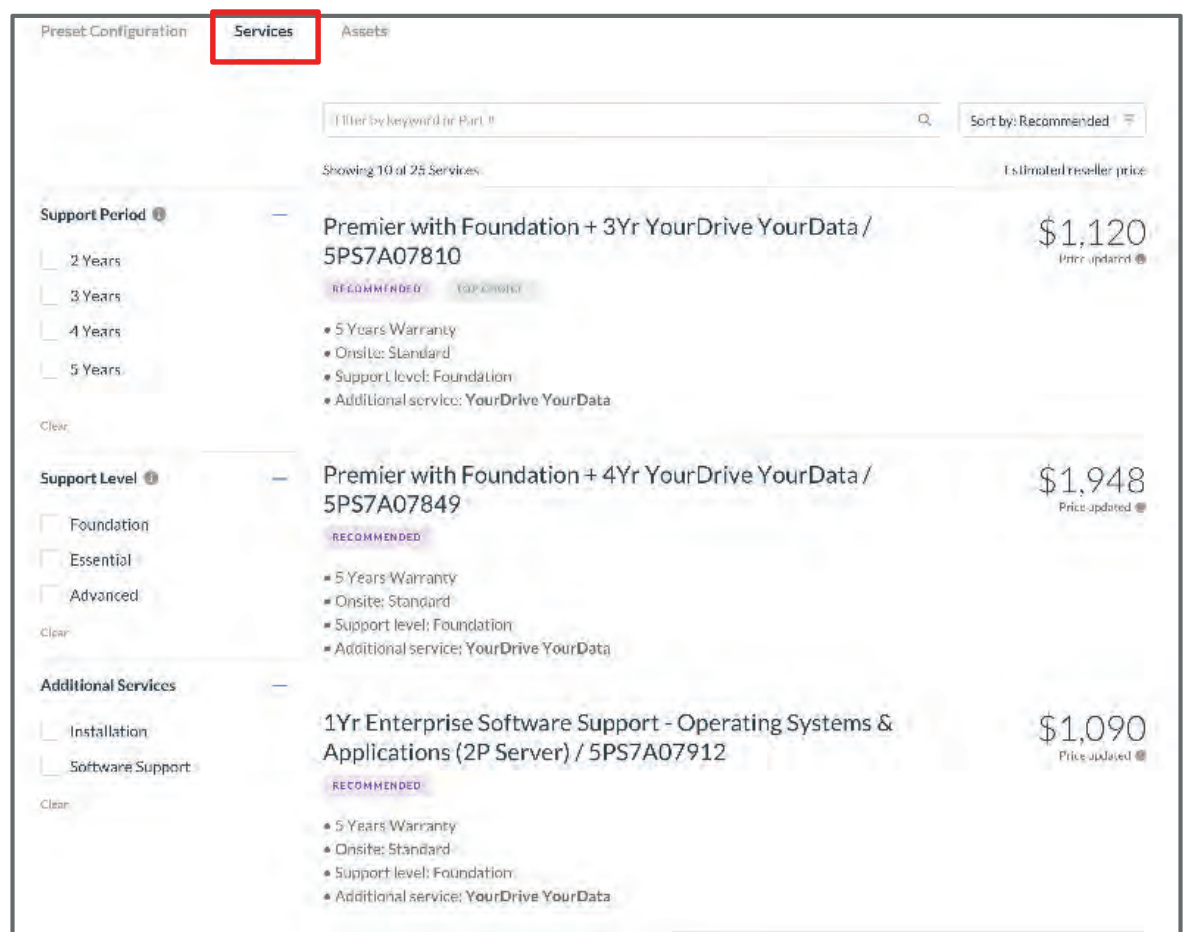 Preset Configuration Services Assets
Filter by keyword or Part #
Sort by: Recommended
Showing 10 of 25 Services
Estimated reseller price
Support Period
2 Years
3 Years
4 Years
5 Years
Clear
Support Level
Foundation
Essential
Advanced
Clear
Additional Services
Installation
Software Support
Clear
Premier with Foundation + 3Yr YourDrive YourData /
5PS7A07810
$1,120
Price updated
RECOMMENDED TOP CHOICE
• 5 Years Warranty
• Onsite: Standard
• Support level: Foundation
• Additional service: YourDrive YourData
Premier with Foundation + 4Yr YourDrive YourData /
5PS7A07849
$1,948
Price updated
RECOMMENDED
• 5 Years Warranty
• Onsite: Standard
• Support level: Foundation
• Additional service: YourDrive YourData
1Yr Enterprise Software Support - Operating Systems &
Applications (2P Server) / 5PS7A07912
$1,090
Price updated
RECOMMENDED
• 5 Years Warranty
• Onsite: Standard
• Support level: Foundation
• Additional service: YourDrive YourData